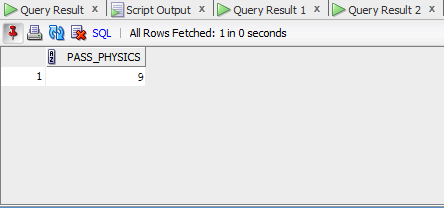 Query Result x Script Output x Query Result 1 x Query Result 2 x
SQL | All Rows Fetched: 1 in 0 seconds
AZ PASS_PHYSICS
1 9